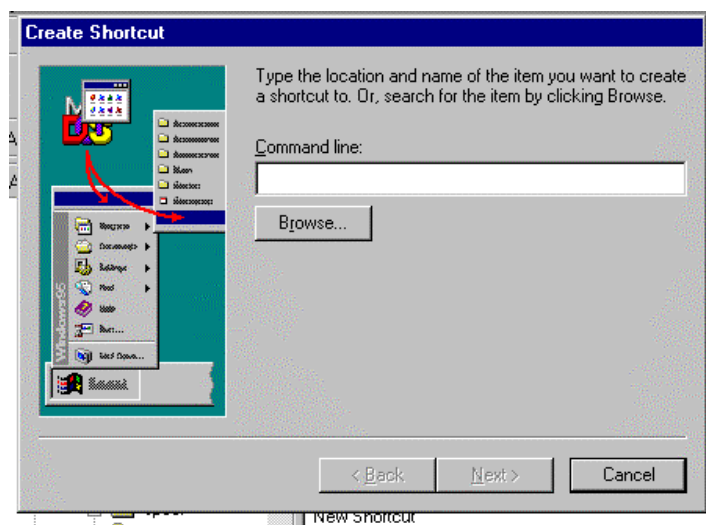 Create Shortcut
Type the location and name of the item you want to create
a shortcut to. Or, search for the item by clicking Browse.
Command line:
Browse...
Windows95
< Back
Next >
Cancel
New Shortcut